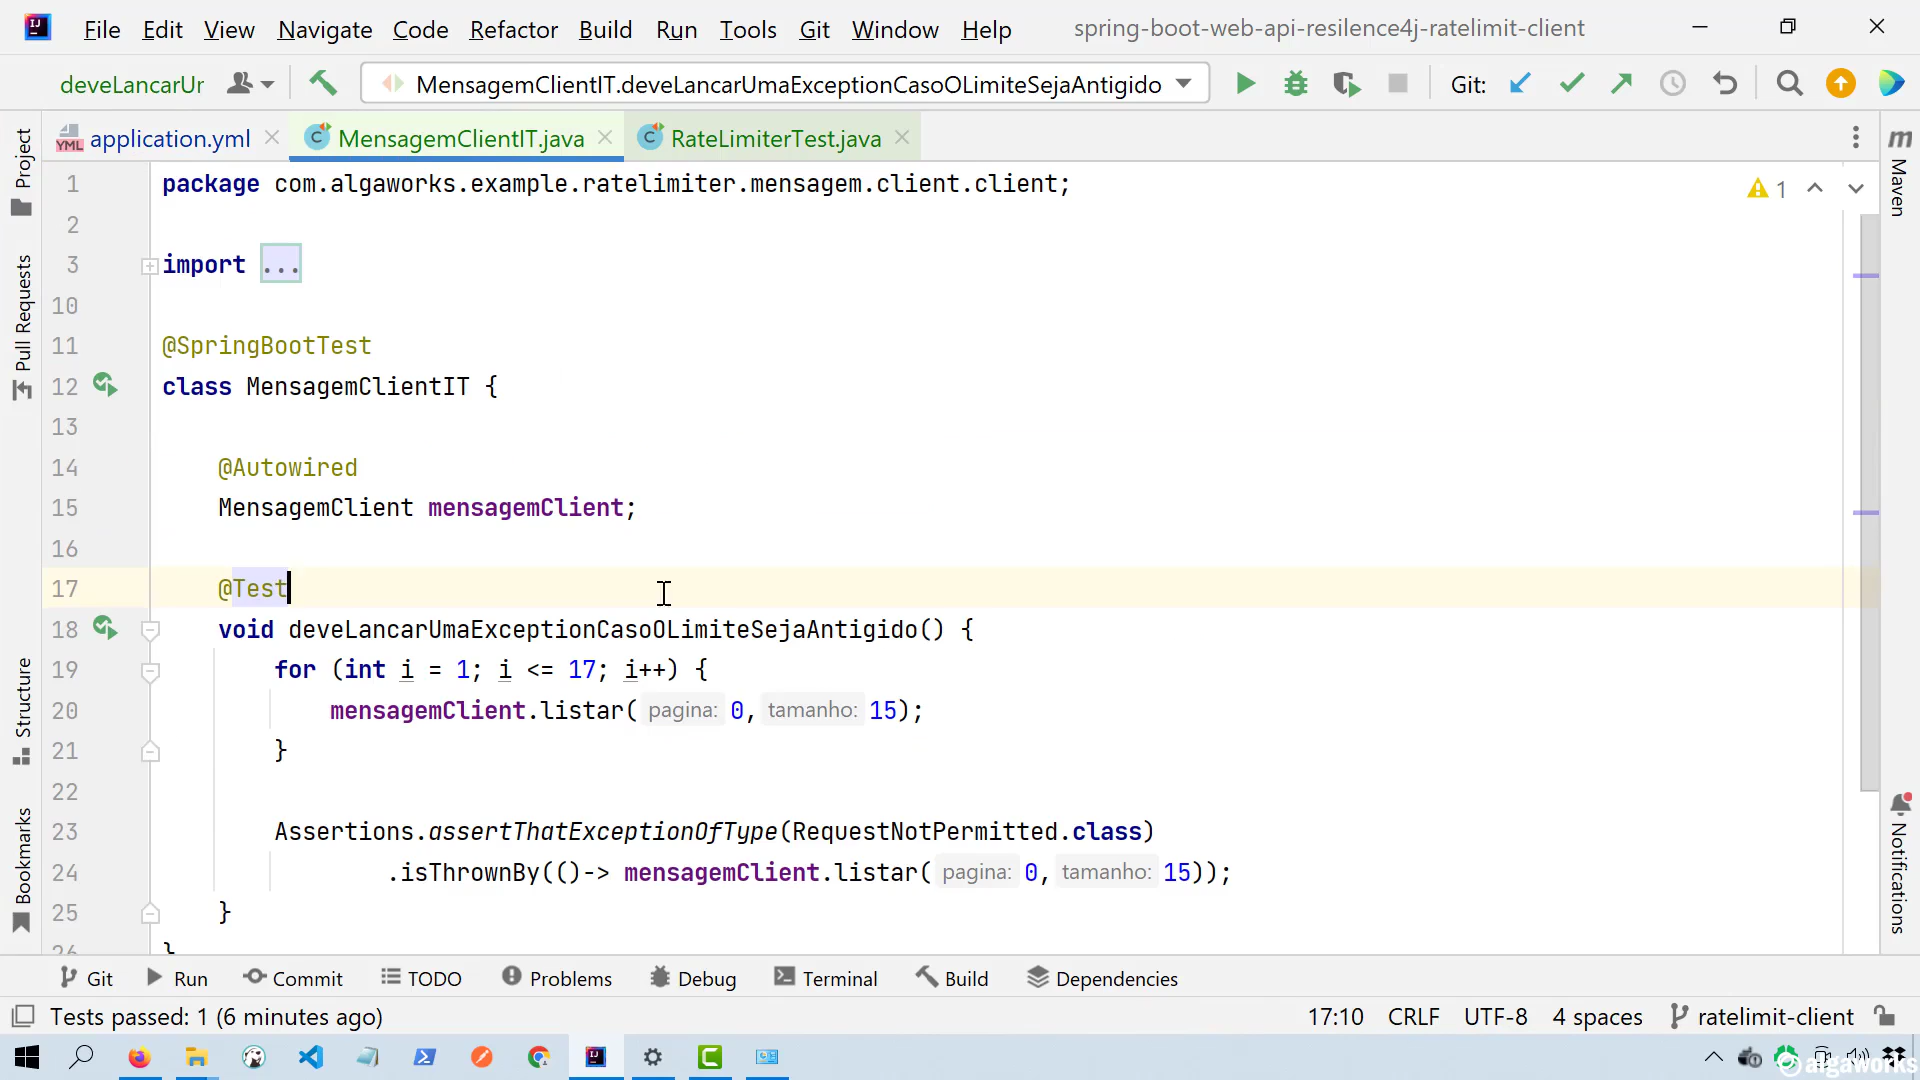 File Edit View Navigate Code Refactor Build Run Tools Git Window Help spring-boot-web-api-resilence4j-ratelimit-client
deveLancarUr MensagemClientIT.deveLancarUmaExceptionCasoOLimiteSejaAntigido Git:
YML application.yml C MensagemClientIT.java C RateLimiterTest.java
Project
Pull Requests
Structure
Bookmarks
m Maven
Notifications
1 package com.algaworks.example.ratelimiter.mensagem.client.client; 1
2
3 import ...
10
11 @SpringBootTest
12 class MensagemClientIT {
13
14 @Autowired
15 MensagemClient mensagemClient;
16
17 @Test
18 void deveLancarUmaExceptionCasoOLimiteSejaAntigido() {
19 for (int i = 1; i <= 17; i++) {
20 mensagemClient.listar( pagina: 0, tamanho: 15);
21 }
22
23 Assertions.assertThatExceptionOfType(RequestNotPermitted.class)
24 .isThrownBy(()-> mensagemClient.listar( pagina: 0, tamanho: 15));
25 }
26 }
Git Run Commit TODO Problems Debug Terminal Build Dependencies
Tests passed: 1 (6 minutes ago) 17:10 CRLF UTF-8 4 spaces ratelimit-client
algaworks